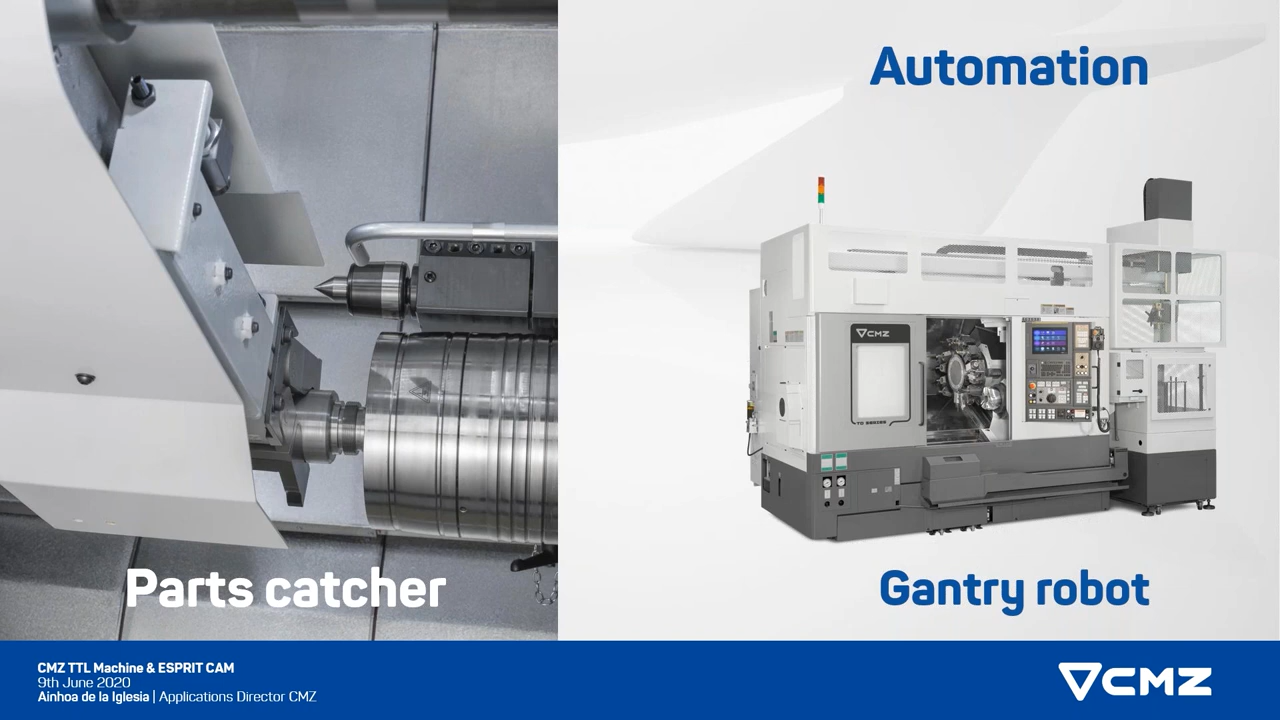 Automation
CMZ
Parts catcher
Gantry robot
CMZ TTL Machine & ESPRIT CAM
9th June 2020
Ainhoa de la Iglesia | Applications Director CMZ
CMZ